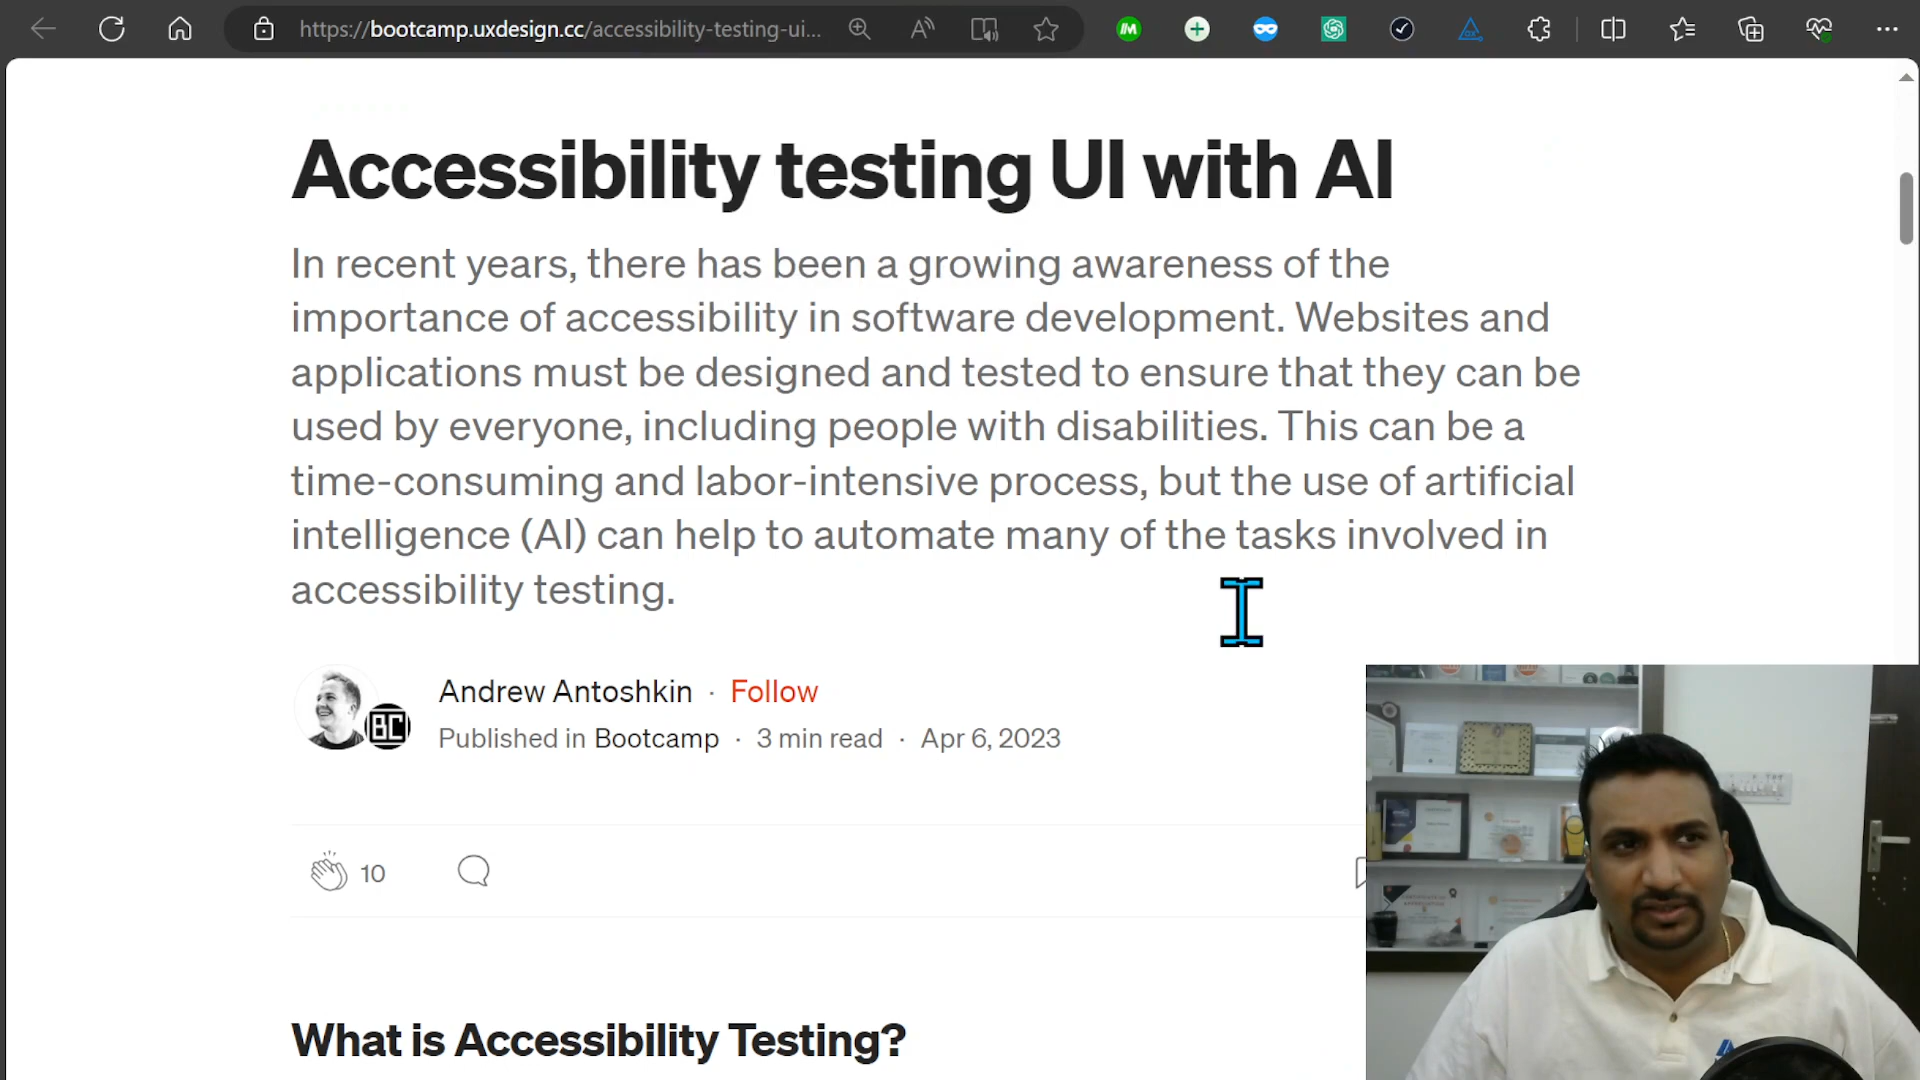 https://bootcamp.uxdesign.cc/accessibility-testing-ui...
Accessibility testing UI with AI
In recent years, there has been a growing awareness of the
importance of accessibility in software development. Websites and
applications must be designed and tested to ensure that they can be
used by everyone, including people with disabilities. This can be a
time-consuming and labor-intensive process, but the use of artificial
intelligence (AI) can help to automate many of the tasks involved in
accessibility testing.
Andrew Antoshkin · Follow
BC
Published in Bootcamp · 3 min read · Apr 6, 2023
10
What is Accessibility Testing?